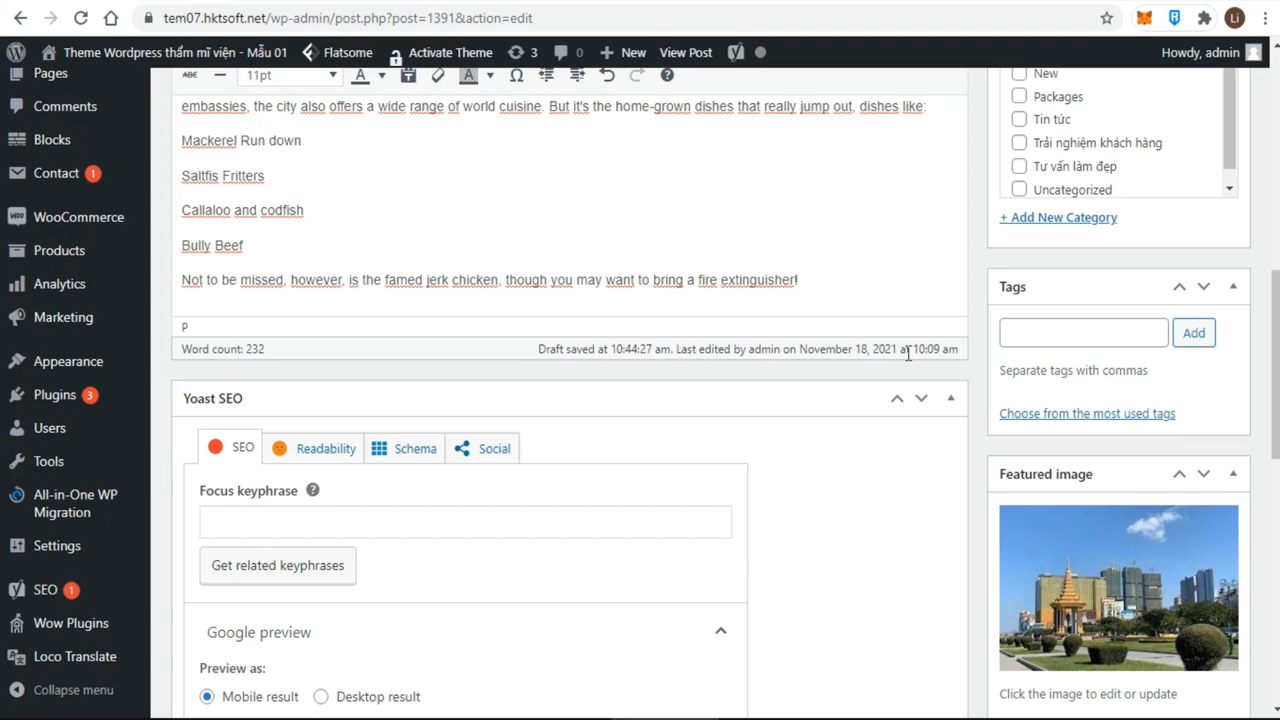 tem07.hktsoft.net/wp-admin/post.php?post=1391&action=edit
Li
Theme Wordpress thẩm mĩ viện - Mẫu 01
Flatsome
Activate Theme
3
0
New
View Post
Howdy, admin
Pages
Comments
Blocks
Contact 1
WooCommerce
Products
Analytics
Marketing
Appearance
Plugins 3
Users
Tools
All-in-One WP
Migration
Settings
SEO 1
Wow Plugins
Loco Translate
Collapse menu
ABC
11pt
A
A
embassies, the city also offers a wide range of world cuisine. But it's the home-grown dishes that really jump out, dishes like:
Mackerel Run down
Saltfis Fritters
Callaloo and codfish
Bully Beef
Not to be missed, however, is the famed jerk chicken, though you may want to bring a fire extinguisher!
P
Word count: 232
Draft saved at 10:44:27 am. Last edited by admin on November 18, 2021 at 10:09 am
Yoast SEO
SEO
Readability
Schema
Social
Focus keyphrase
Get related keyphrases
Google preview
Preview as:
Mobile result
Desktop result
New
Packages
Tin tức
Trải nghiệm khách hàng
Tư vấn làm đẹp
Uncategorized
+ Add New Category
Tags
Add
Separate tags with commas
Choose from the most used tags
Featured image
Click the image to edit or update